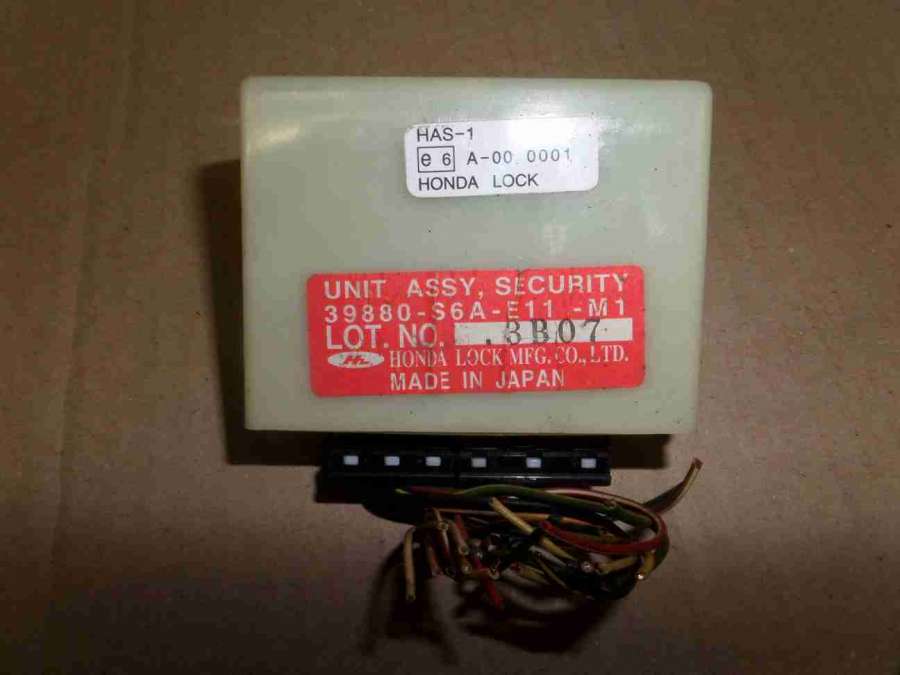 HAS-1
e 6 A-00 0001
HONDA LOCK
UNIT ASSY, SECURITY
39880-S6A-E11 -M1
LOT. NO. .3B07
HL HONDA LOCK MFG. CO., LTD.
MADE IN JAPAN